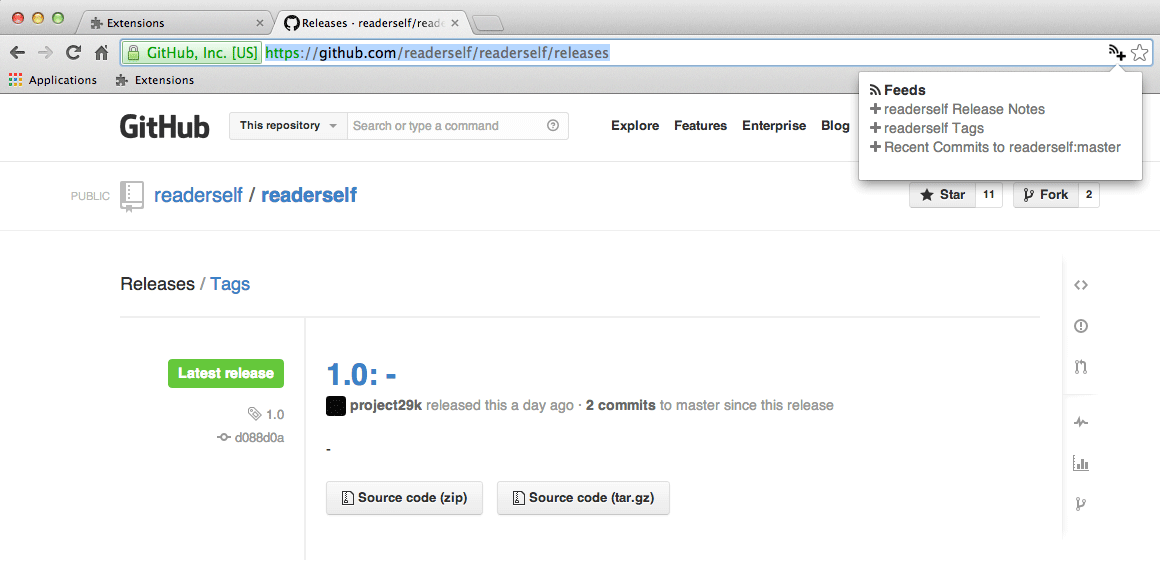 Extensions
Releases · readerself/reade
GitHub, Inc. [US] https://github.com/readerself/readerself/releases
Applications Extensions
Feeds
readerself Release Notes
readerself Tags
Recent Commits to readerself:master
GitHub This repository Search or type a command Explore Features Enterprise Blog
PUBLIC readerself / readerself Star 11 Fork 2
Releases / Tags
Latest release
1.0
d088d0a
1.0: -
project29k released this a day ago · 2 commits to master since this release
-
Source code (zip) Source code (tar.gz)